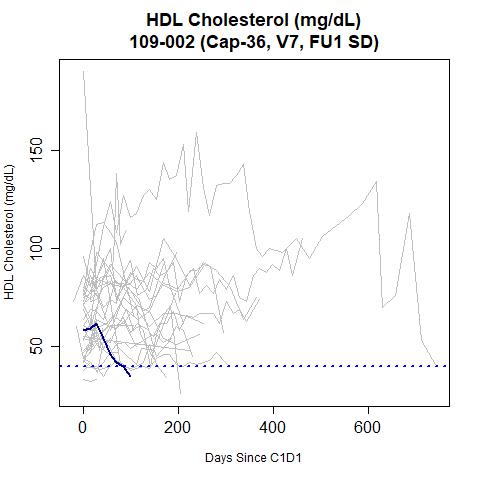 HDL Cholesterol (mg/dL)
109-002 (Cap-36, V7, FU1 SD)
HDL Cholesterol (mg/dL)
150
100
50
0
200
400
600
Days Since C1D1